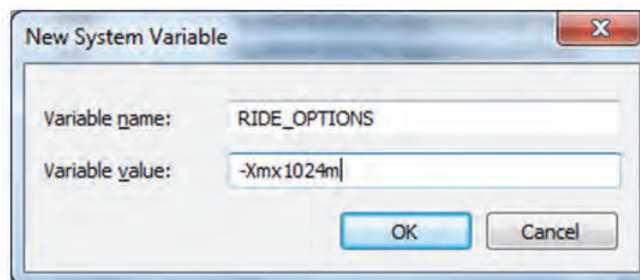 New System Variable
Variable name: RIDE_OPTIONS
Variable value: -Xmx1024m
OK Cancel